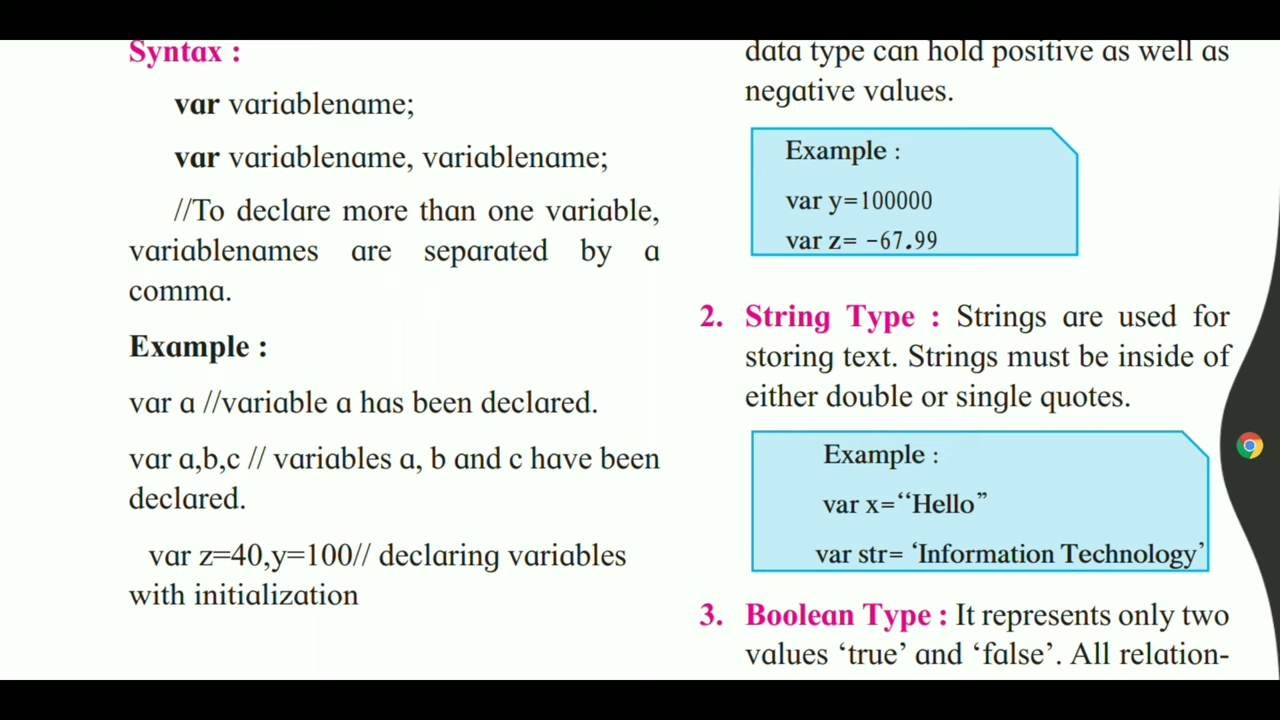 Syntax :
var variablename;
var variablename, variablename;
//To declare more than one variable,
variablenames are separated by a
comma.
Example :
var a //variable a has been declared.
var a,b,c // variables a, b and c have been
declared.
var z=40,y=100// declaring variables
with initialization
data type can hold positive as well as
negative values.
Example :
var y=100000
var z= -67.99
2. String Type : Strings are used for
storing text. Strings must be inside of
either double or single quotes.
Example :
var x=“Hello”
var str= ‘Information Technology’
3. Boolean Type : It represents only two
values ‘true’ and ‘false’. All relation-